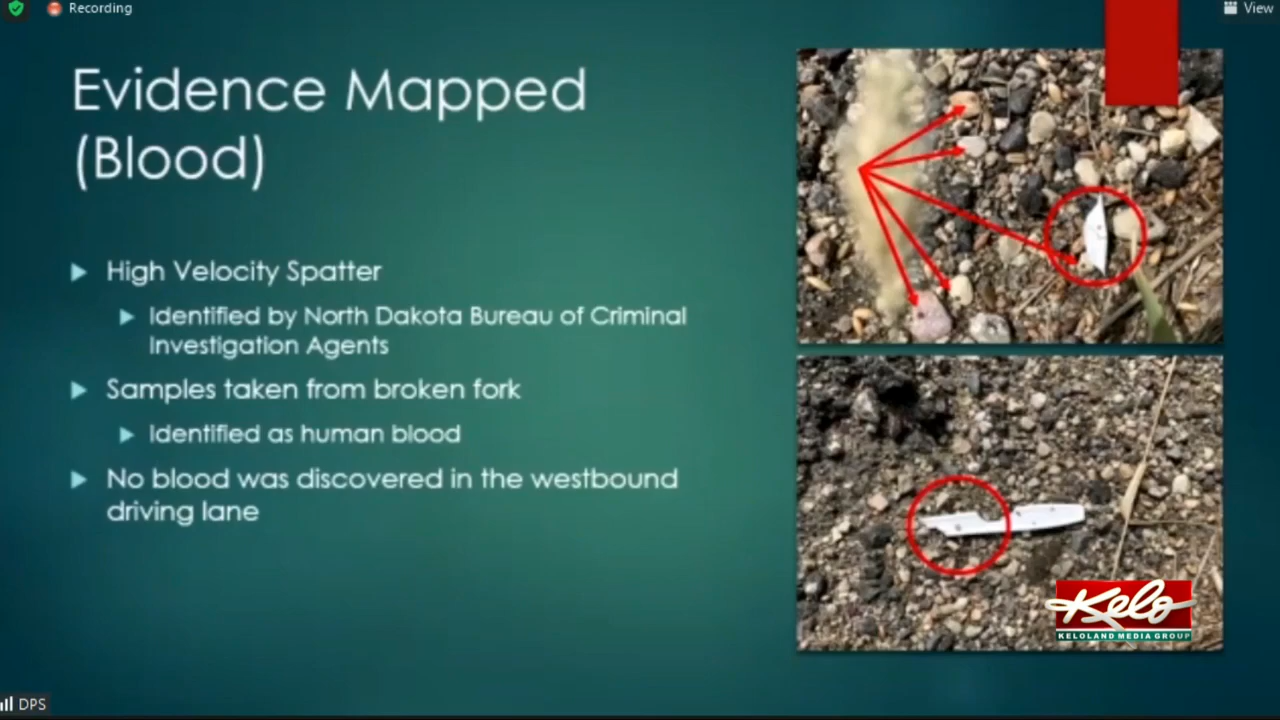 Recording
View
Evidence Mapped
(Blood)
High Velocity Spatter
Identified by North Dakota Bureau of Criminal
Investigation Agents
Samples taken from broken fork
Identified as human blood
No blood was discovered in the westbound
driving lane
Kelo
KELOLAND MEDIA GROUP
DPS